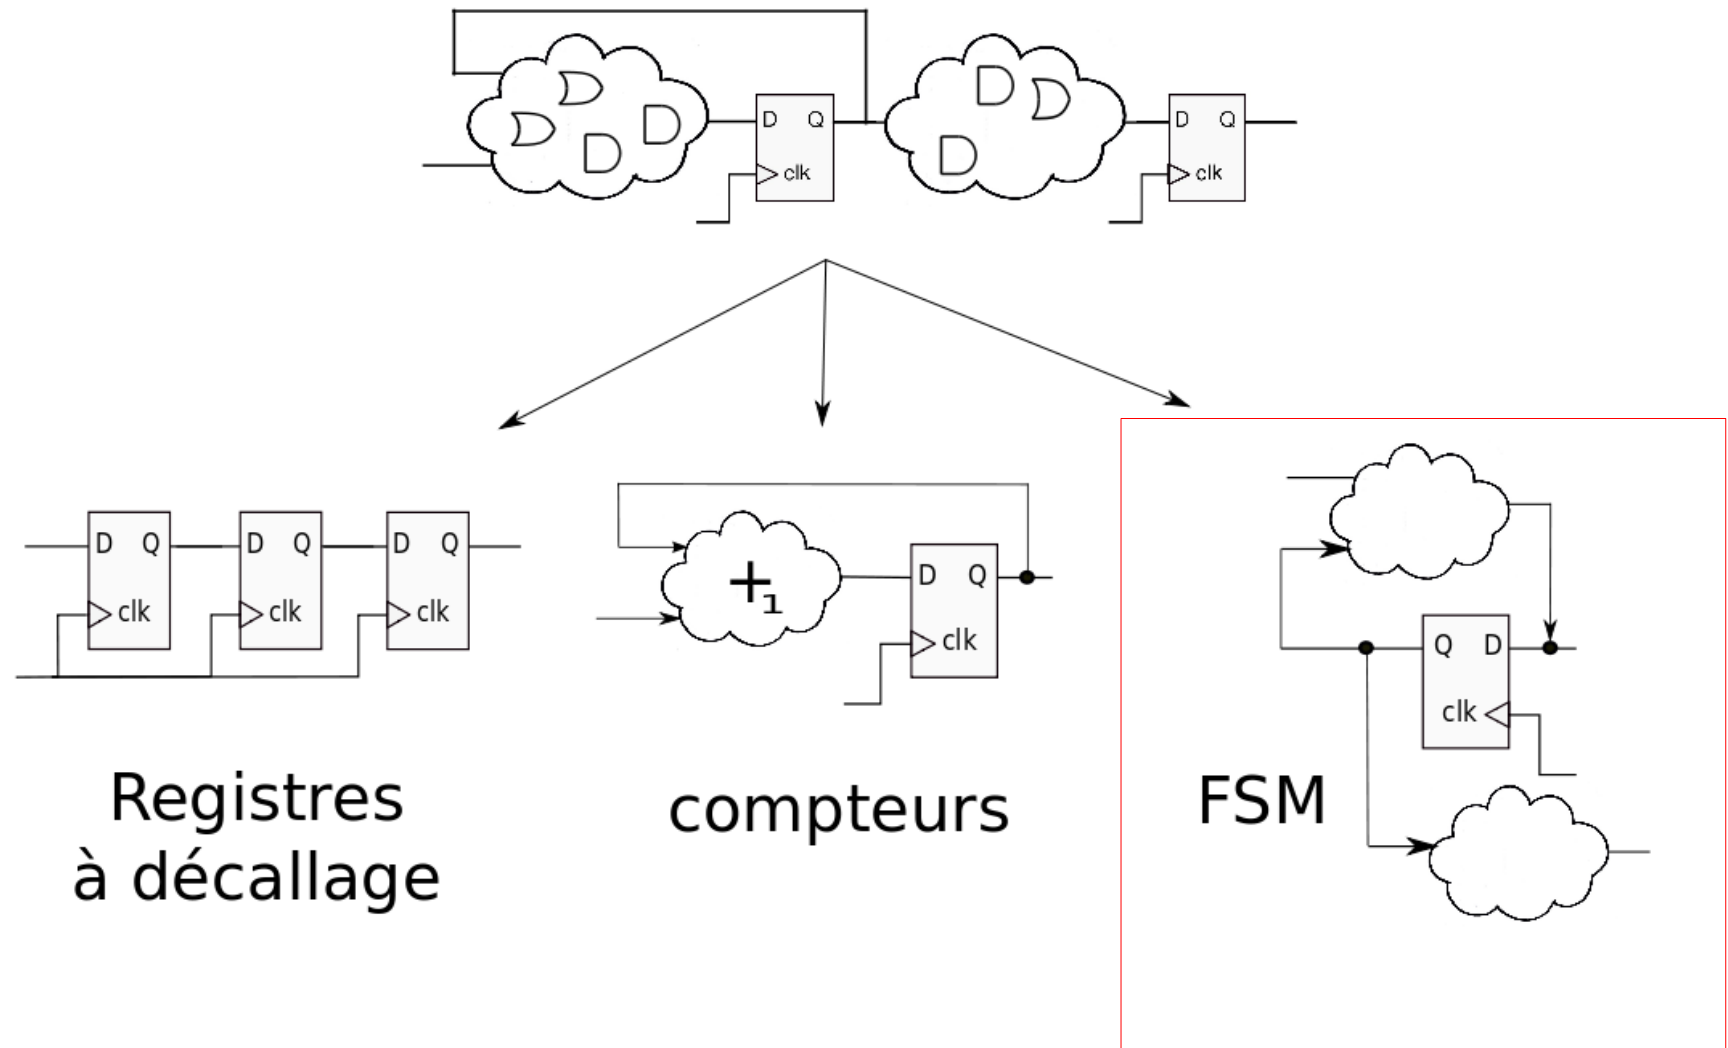 D Q
clk
D Q
clk
D Q
clk
D Q
clk
D Q
clk
+1
D Q
clk
Q D
clk
Registres
à décallage
compteurs
FSM